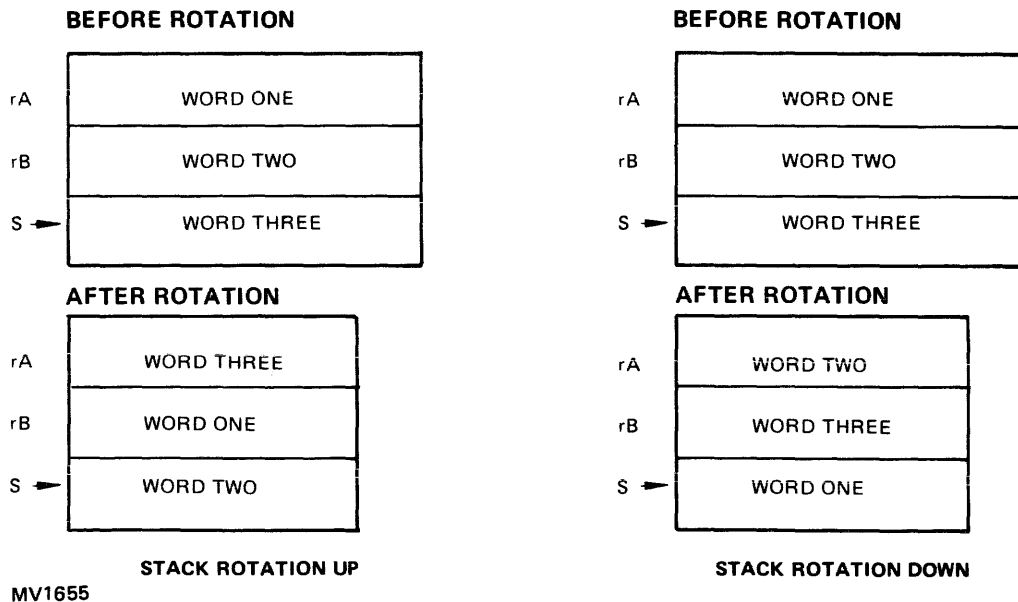 BEFORE ROTATION
rA WORD ONE
rB WORD TWO
S WORD THREE
AFTER ROTATION
rA WORD THREE
rB WORD ONE
S WORD TWO
STACK ROTATION UP
MV1655
BEFORE ROTATION
rA WORD ONE
rB WORD TWO
S WORD THREE
AFTER ROTATION
rA WORD TWO
rB WORD THREE
S WORD ONE
STACK ROTATION DOWN